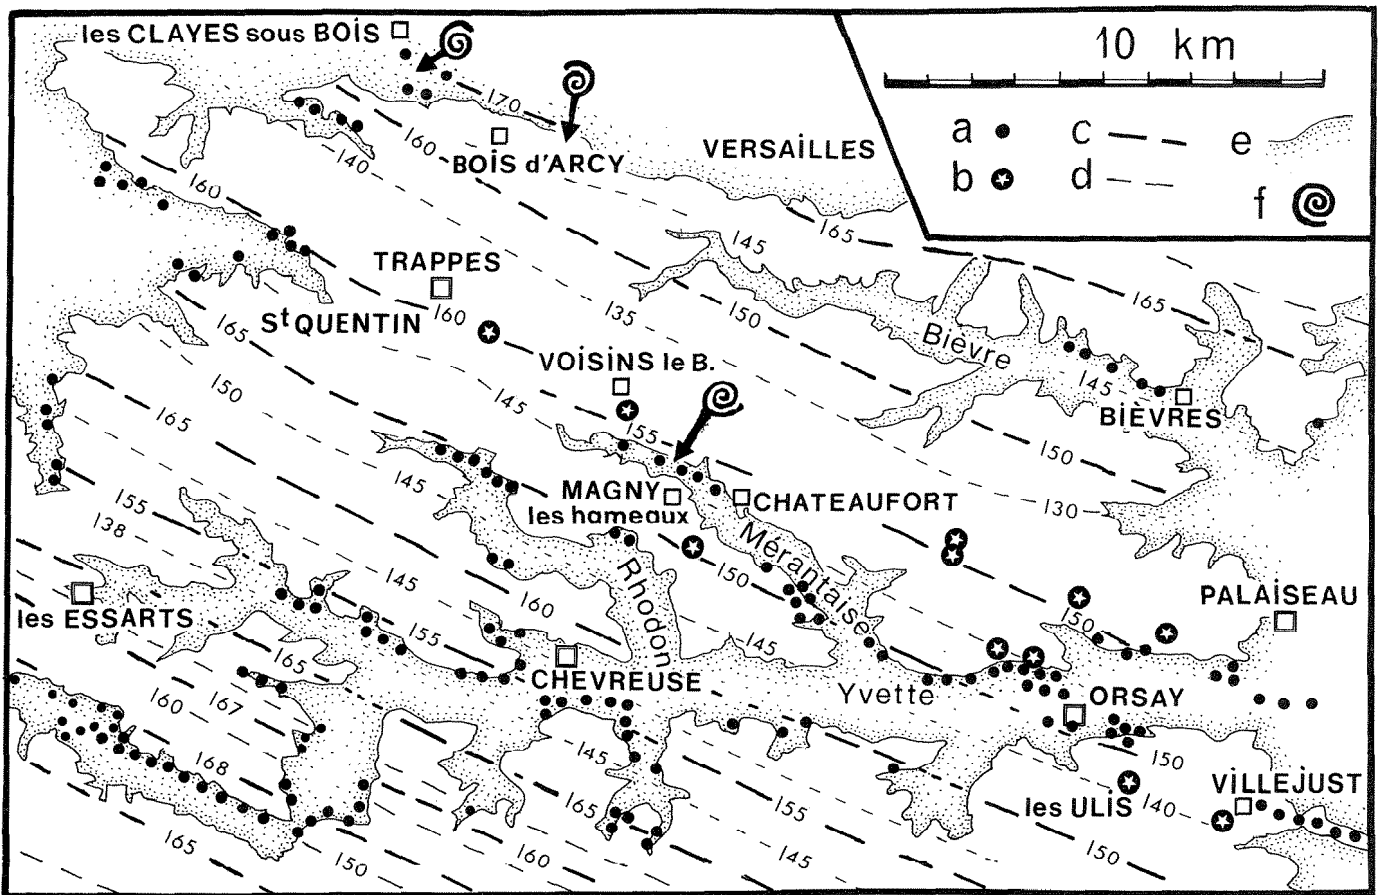 les CLAYES sous BOIS
10 km
a
c
e
b
d
f
170
160
BOIS d'ARCY
VERSAILLES
140
160
165
145
TRAPPES
160
St QUENTIN
135
150
165
Bièvre
165
VOISINS le B.
145
BIÈVRES
150
145
165
155
150
145
MAGNY
les hameaux
CHATEAUFORT
130
155
138
Mérantaise
150
Rhodon
145
160
les ESSARTS
155
145
150
PALAISEAU
165
CHEVREUSE
Yvette
ORSAY
160
167
168
145
150
165
155
les ULIS
140
VILLEJUST
165
150
160
145
150